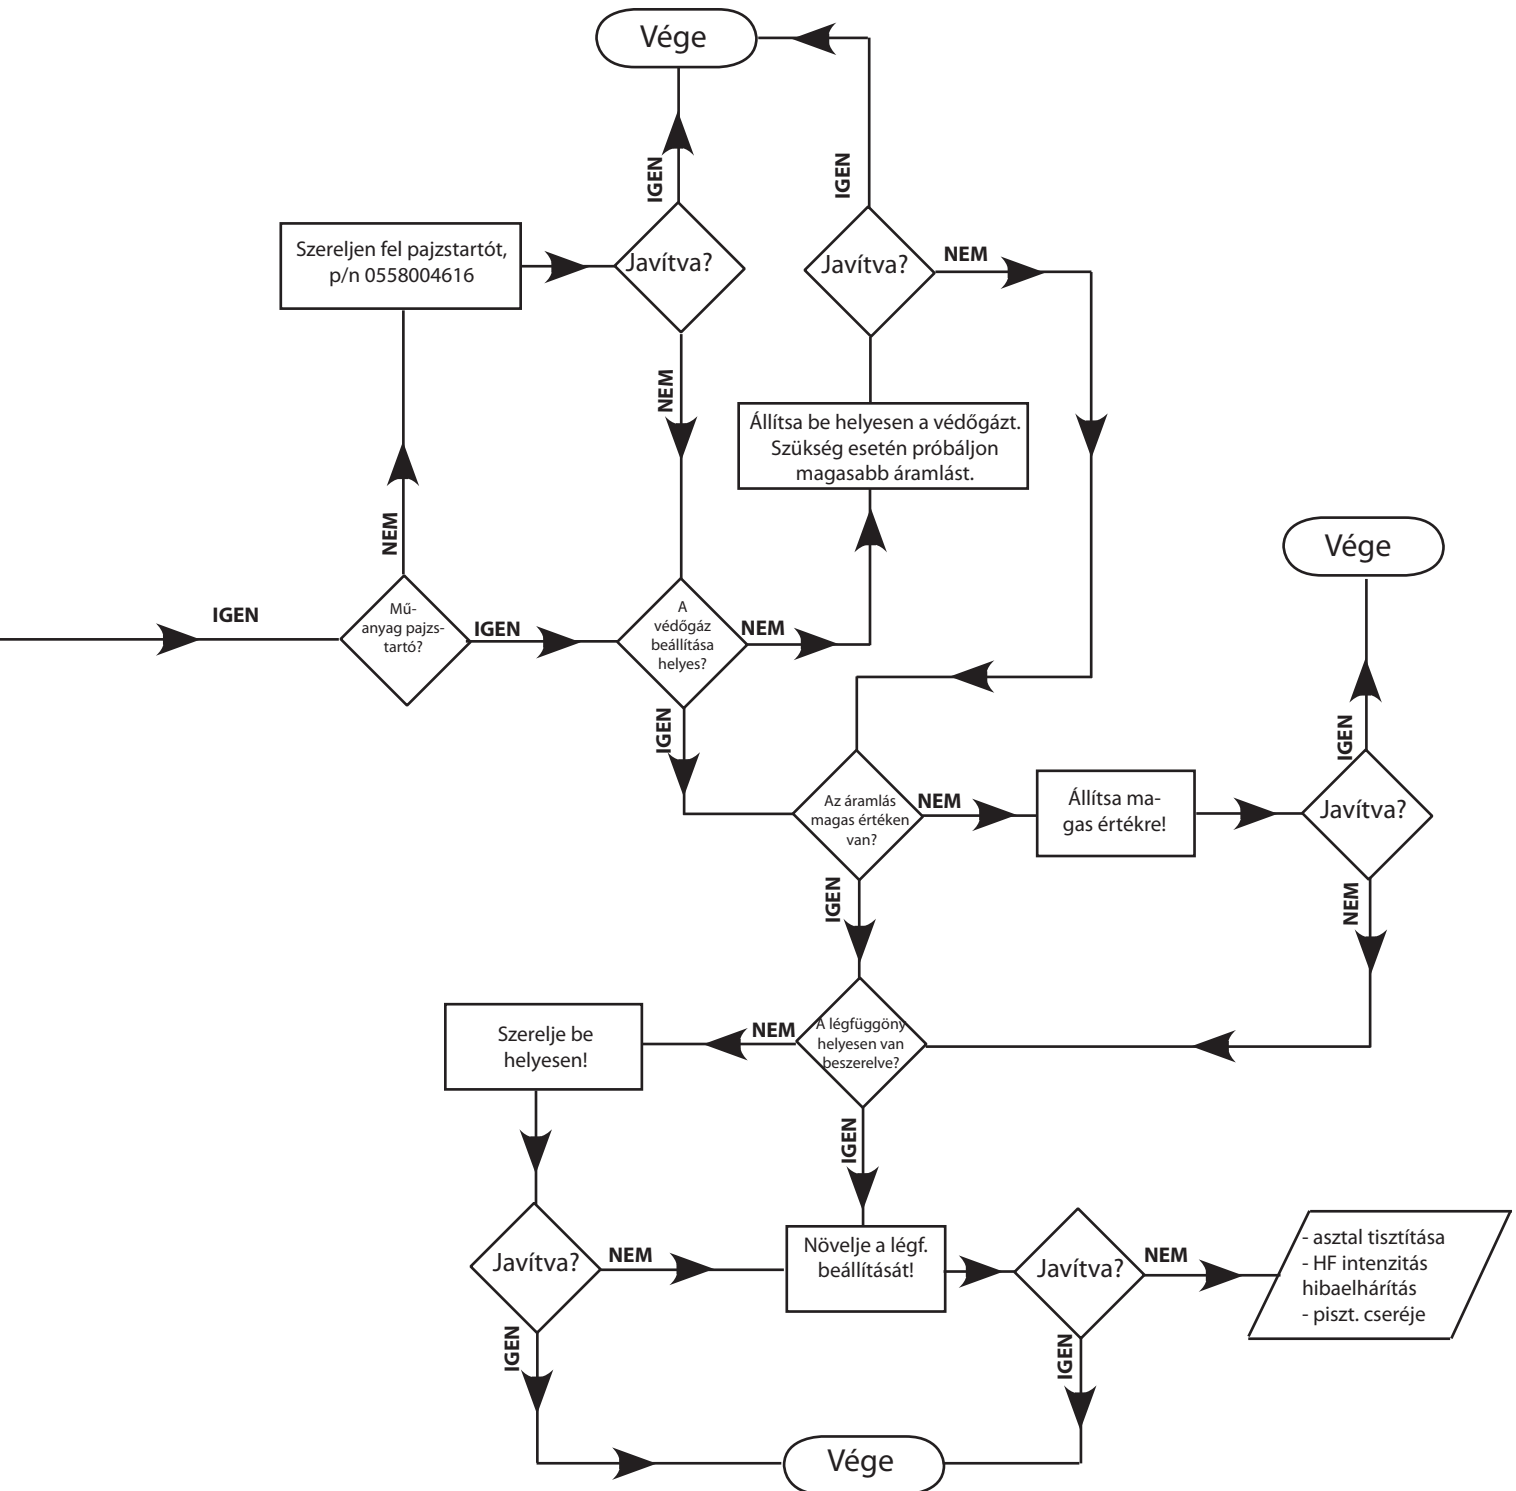 Vége
IGEN
IGEN
Szereljen fel pajzstartót,
p/n 0558004616
Javítva?
Javítva?
NEM
NEM
Állítsa be helyesen a védőgázt.
Szükség esetén próbáljon
magasabb áramlást.
NEM
Vége
IGEN
Mű-
anyag pajzs-
tartó?
IGEN
A
védőgáz
beállítása
helyes?
NEM
IGEN
IGEN
Az áramlás
magas értéken
van?
NEM
Állítsa ma-
gas értékre!
Javítva?
IGEN
NEM
Szerelje be
helyesen!
NEM
A légfüggöny
helyesen van
beszerelve?
IGEN
Javítva?
NEM
Növelje a légf.
beállítását!
Javítva?
NEM
- asztal tisztítása
- HF intenzitás
hibaelhárítás
- piszt. cseréje
IGEN
IGEN
Vége